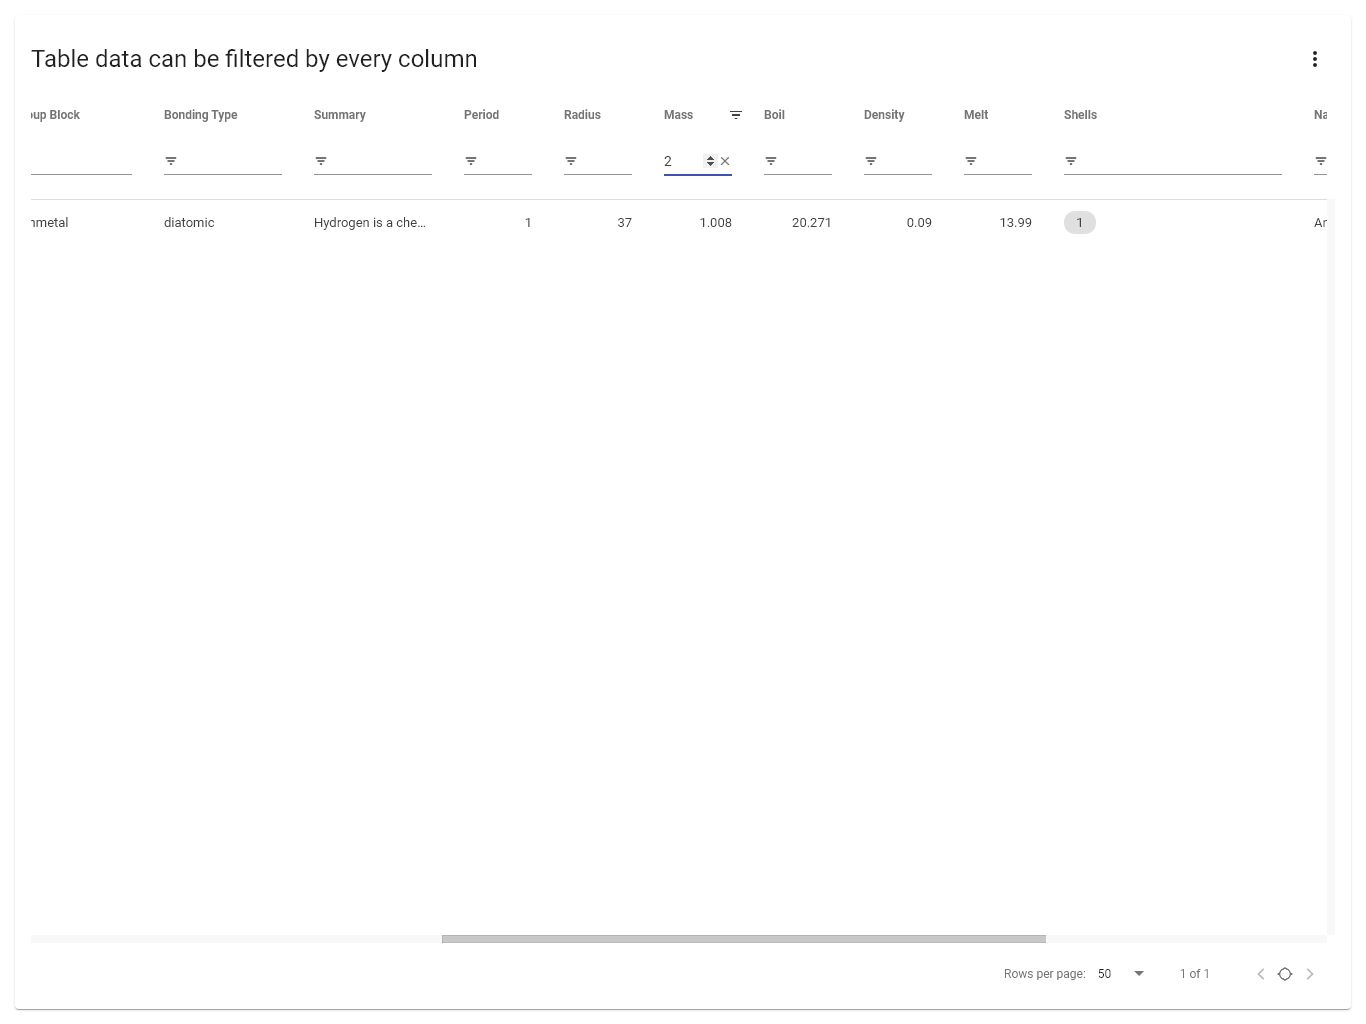 Table data can be filtered by every column
oup Block Bonding Type Summary Period Radius Mass Boil Density Melt Shells Na
2
nmetal diatomic Hydrogen is a che... 1 37 1.008 20.271 0.09 13.99 1 Ar
Rows per page: 50 1 of 1